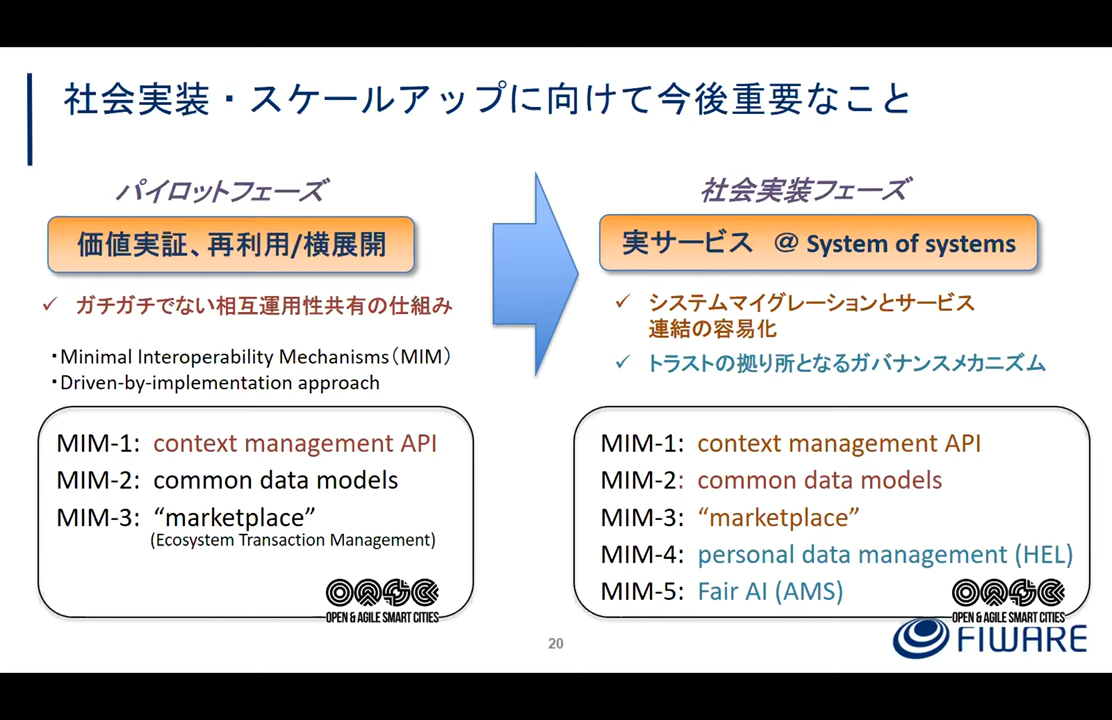 社会実装・スケールアップに向けて今後重要なこと
パイロットフェーズ
価値実証、再利用/横展開
✓ ガチガチでない相互運用性共有の仕組み
・Minimal Interoperability Mechanisms（MIM）
・Driven-by-implementation approach
MIM-1: context management API
MIM-2: common data models
MIM-3: “marketplace”
(Ecosystem Transaction Management)
OASC
OPEN & AGILE SMART CITIES
社会実装フェーズ
実サービス ＠ System of systems
✓ システムマイグレーションとサービス
連結の容易化
✓ トラストの拠り所となるガバナンスメカニズム
MIM-1: context management API
MIM-2: common data models
MIM-3: “marketplace”
MIM-4: personal data management (HEL)
MIM-5: Fair AI (AMS)
OASC
OPEN & AGILE SMART CITIES
20
FIWARE